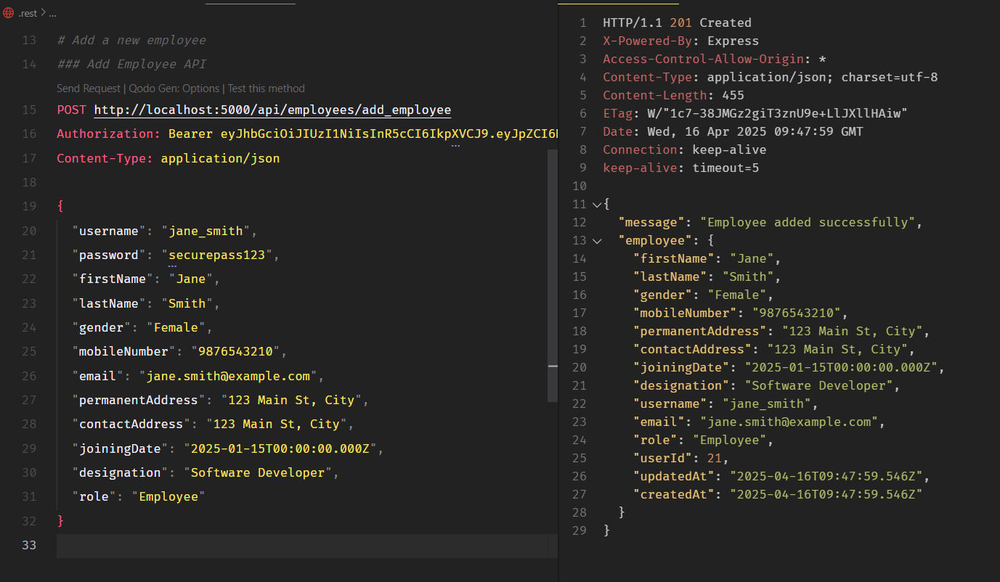 .rest > ...
13 # Add a new employee
14 ### Add Employee API
Send Request | Qodo Gen: Options | Test this method
15 POST http://localhost:5000/api/employees/add_employee
16 Authorization: Bearer eyJhbGciOiJIUzI1NiIsInR5cCI6IkpXVCJ9.eyJpZCI6
17 Content-Type: application/json
18
19 {
20 "username": "jane_smith",
21 "password": "securepass123",
22 "firstName": "Jane",
23 "lastName": "Smith",
24 "gender": "Female",
25 "mobileNumber": "9876543210",
26 "email": "jane.smith@example.com",
27 "permanentAddress": "123 Main St, City",
28 "contactAddress": "123 Main St, City",
29 "joiningDate": "2025-01-15T00:00:00.000Z",
30 "designation": "Software Developer",
31 "role": "Employee"
32 }
33
1 HTTP/1.1 201 Created
2 X-Powered-By: Express
3 Access-Control-Allow-Origin: *
4 Content-Type: application/json; charset=utf-8
5 Content-Length: 455
6 ETag: W/"1c7-38JMGz2giT3znU9e+LlJXllHAiw"
7 Date: Wed, 16 Apr 2025 09:47:59 GMT
8 Connection: keep-alive
9 keep-alive: timeout=5
10
11 {
12 "message": "Employee added successfully",
13 "employee": {
14 "firstName": "Jane",
15 "lastName": "Smith",
16 "gender": "Female",
17 "mobileNumber": "9876543210",
18 "permanentAddress": "123 Main St, City",
19 "contactAddress": "123 Main St, City",
20 "joiningDate": "2025-01-15T00:00:00.000Z",
21 "designation": "Software Developer",
22 "username": "jane_smith",
23 "email": "jane.smith@example.com",
24 "role": "Employee",
25 "userId": 21,
26 "updatedAt": "2025-04-16T09:47:59.546Z",
27 "createdAt": "2025-04-16T09:47:59.546Z"
28 }
29 }